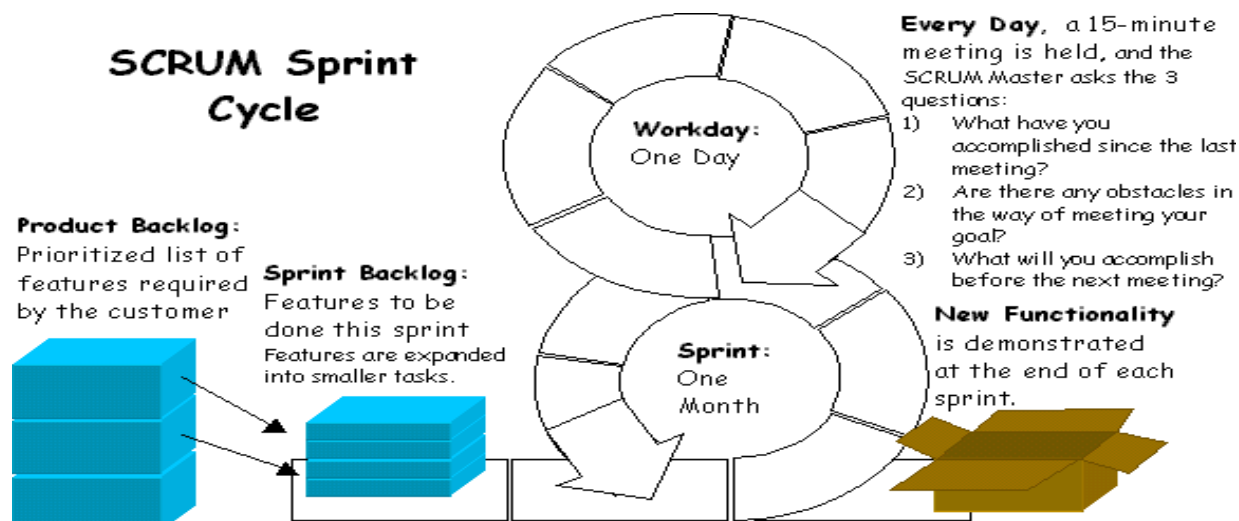 SCRUM Sprint
Cycle
Every Day, a 15-minute
meeting is held, and the
SCRUM Master asks the 3
questions:
1) What have you
accomplished since the last
meeting?
2) Are there any obstacles in
the way of meeting your
goal?
3) What will you accomplish
before the next meeting?
Workday:
One Day
Product Backlog:
Prioritized list of
features required
by the customer
Sprint Backlog:
Features to be
done this sprint
Features are expanded
into smaller tasks.
Sprint:
One
Month
New Functionality
is demonstrated
at the end of each
sprint.